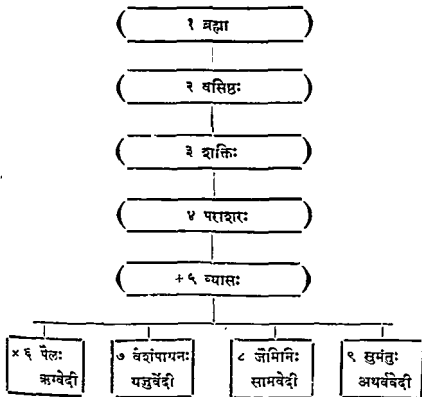 १ ब्रह्मा
२ वसिष्ठः
३ शक्तिः
४ पराशरः
+५ व्यासः
×६ पैलः
ऋग्वेदी
७ वैशंपायनः
यजुर्वेदी
८ जैमिनिः
सामवेदी
९ सुमंतुः
अथर्ववेदी